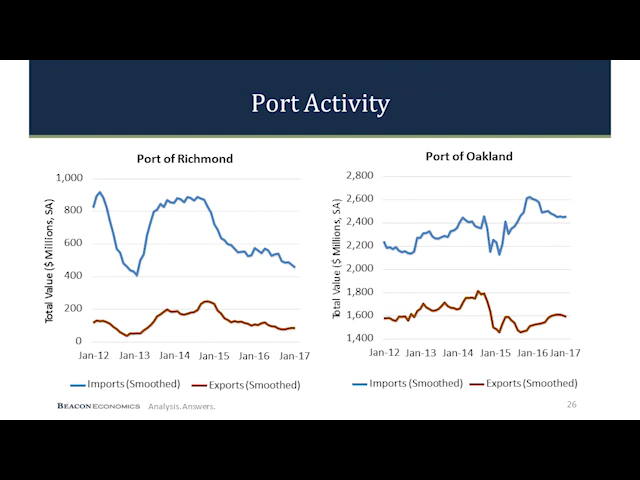 Port Activity
Port of Richmond
Total Value ($ Millions, SA)
1,000
800
600
400
200
0
Jan-12 Jan-13 Jan-14 Jan-15 Jan-16 Jan-17
Imports (Smoothed) Exports (Smoothed)
Port of Oakland
Total Value ($ Millions, SA)
2,800
2,600
2,400
2,200
2,000
1,800
1,600
1,400
Jan-12 Jan-13 Jan-14 Jan-15 Jan-16 Jan-17
Imports (Smoothed) Exports (Smoothed)
BEACON ECONOMICS Analysis. Answers. 26